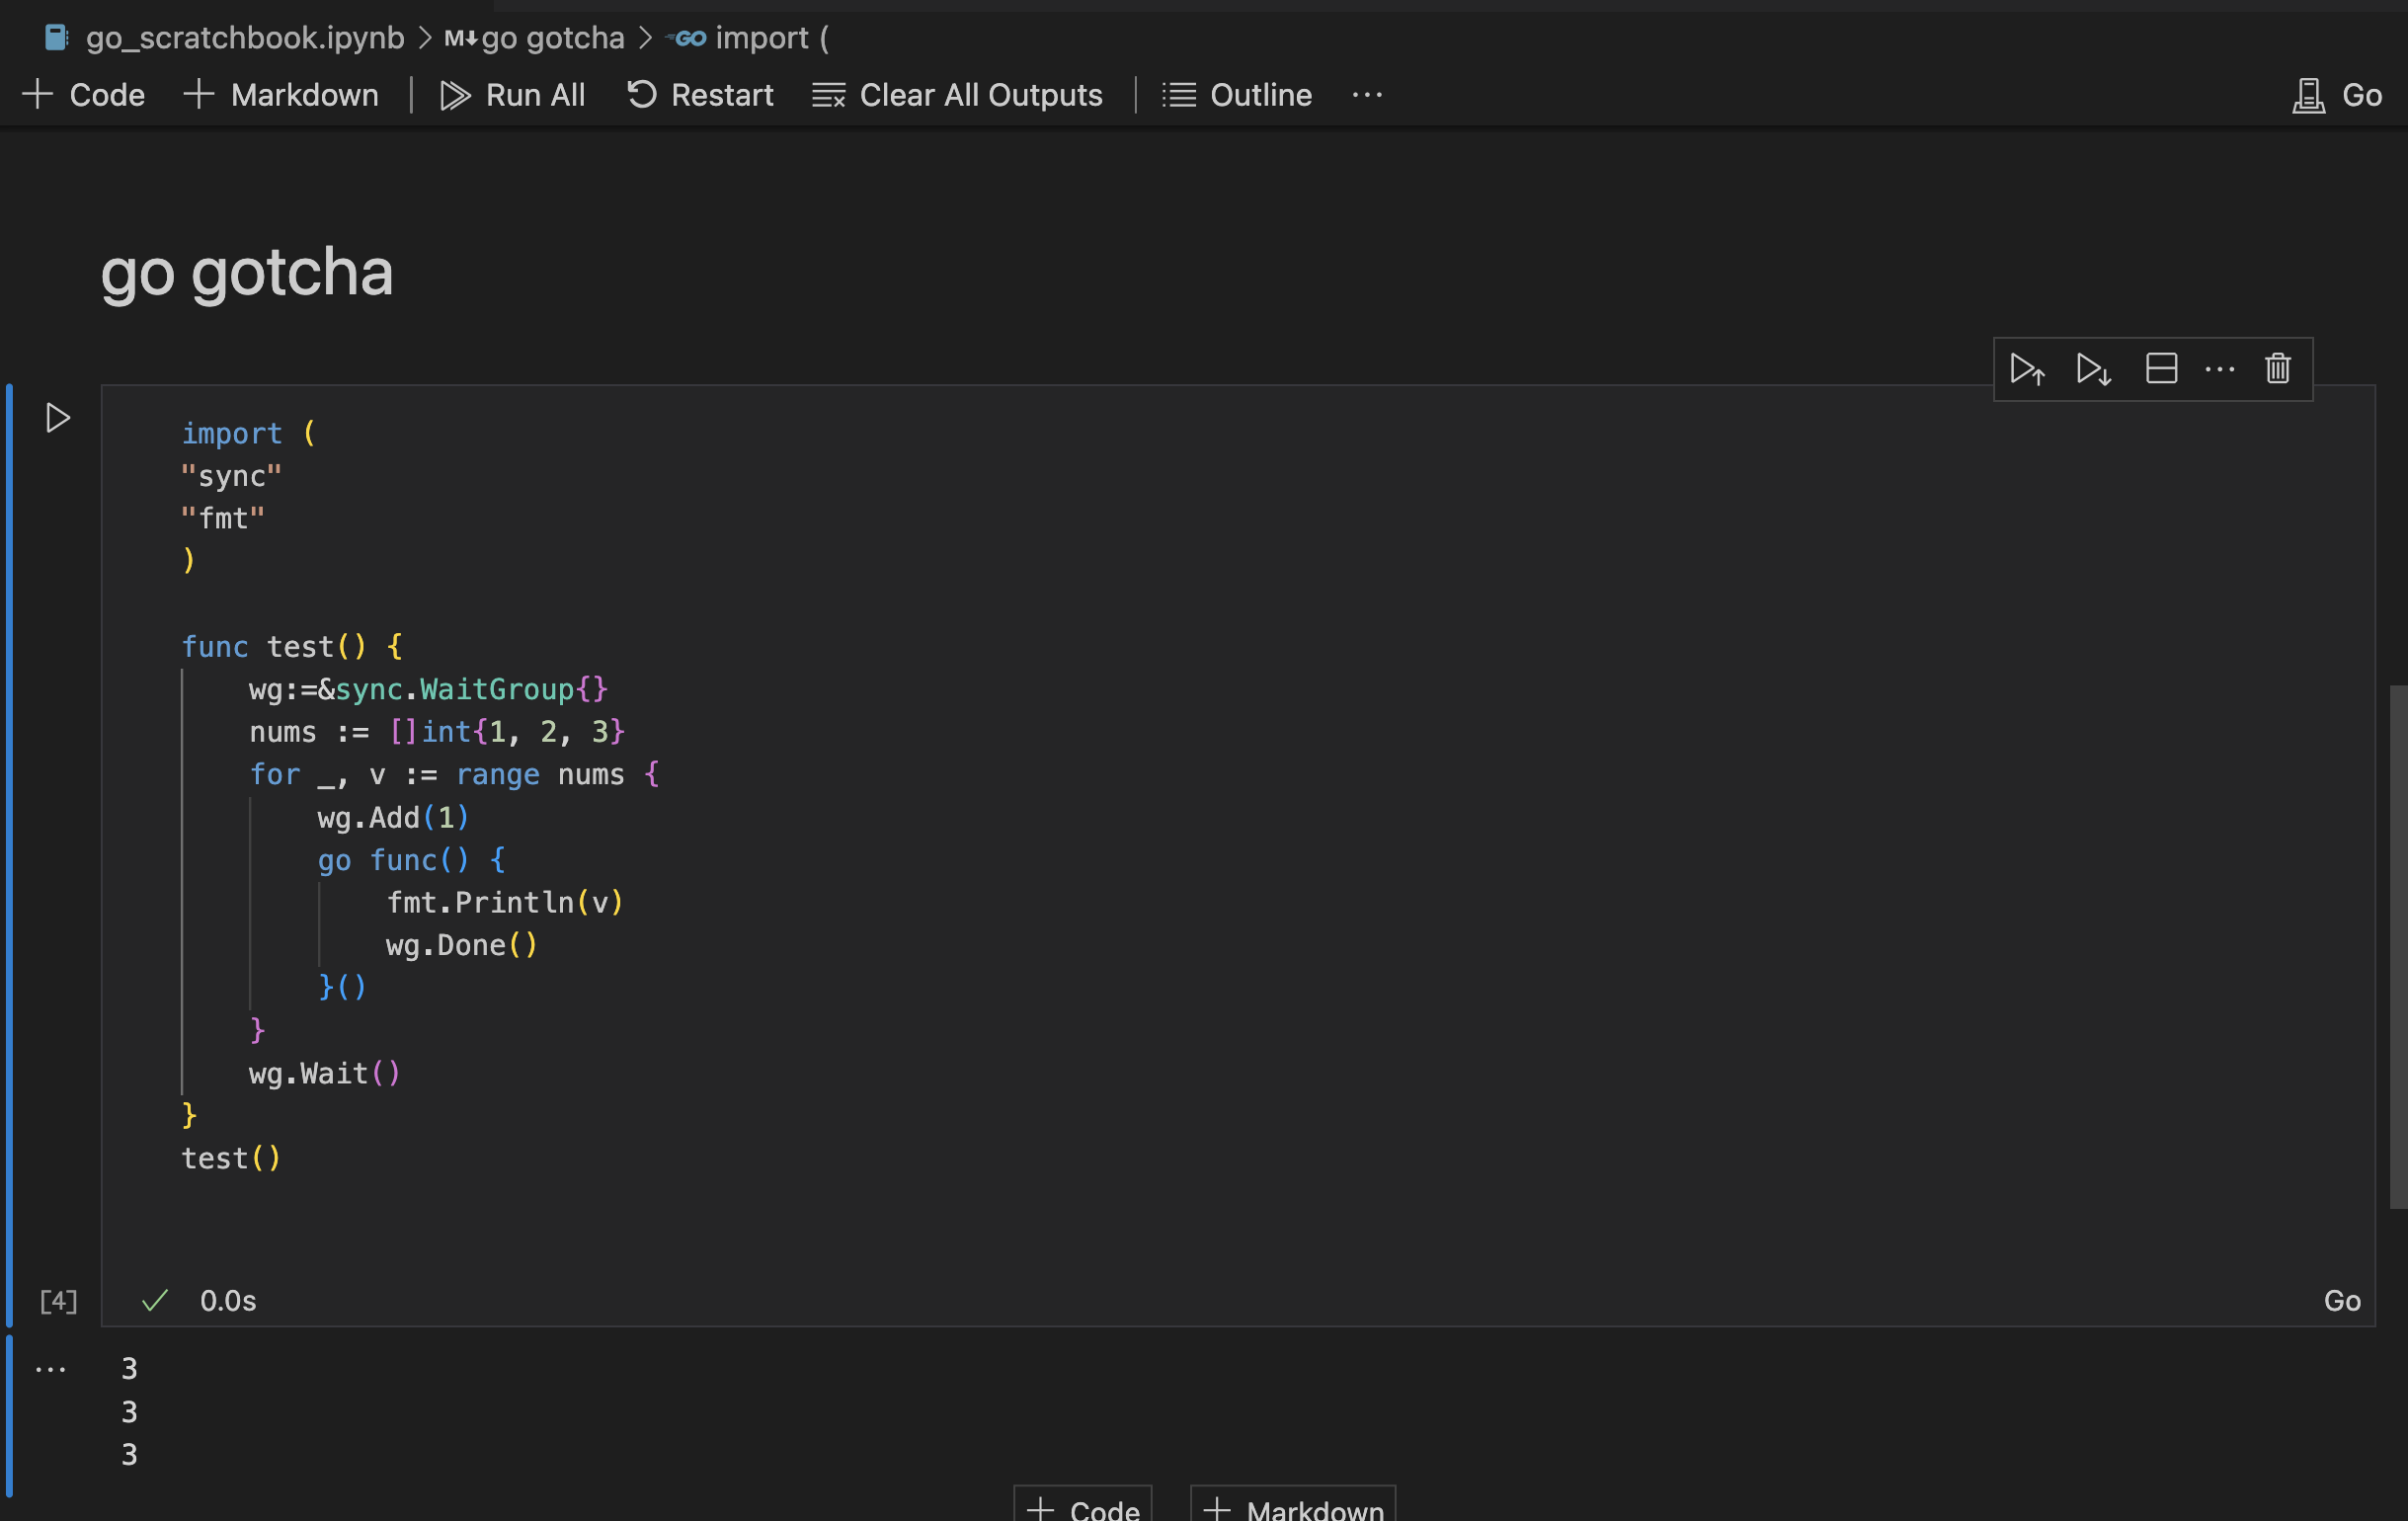 go_scratchbook.ipynb > M↓ go gotcha > GO import (
+ Code + Markdown | Run All Restart Clear All Outputs | Outline ... Go
go gotcha
import (
"sync"
"fmt"
)
func test() {
    wg:=&sync.WaitGroup{}
    nums := []int{1, 2, 3}
    for _, v := range nums {
        wg.Add(1)
        go func() {
            fmt.Println(v)
            wg.Done()
        }()
    }
    wg.Wait()
}
test()
[4] ✓ 0.0s Go
... 3
3
3
+ Code + Markdown